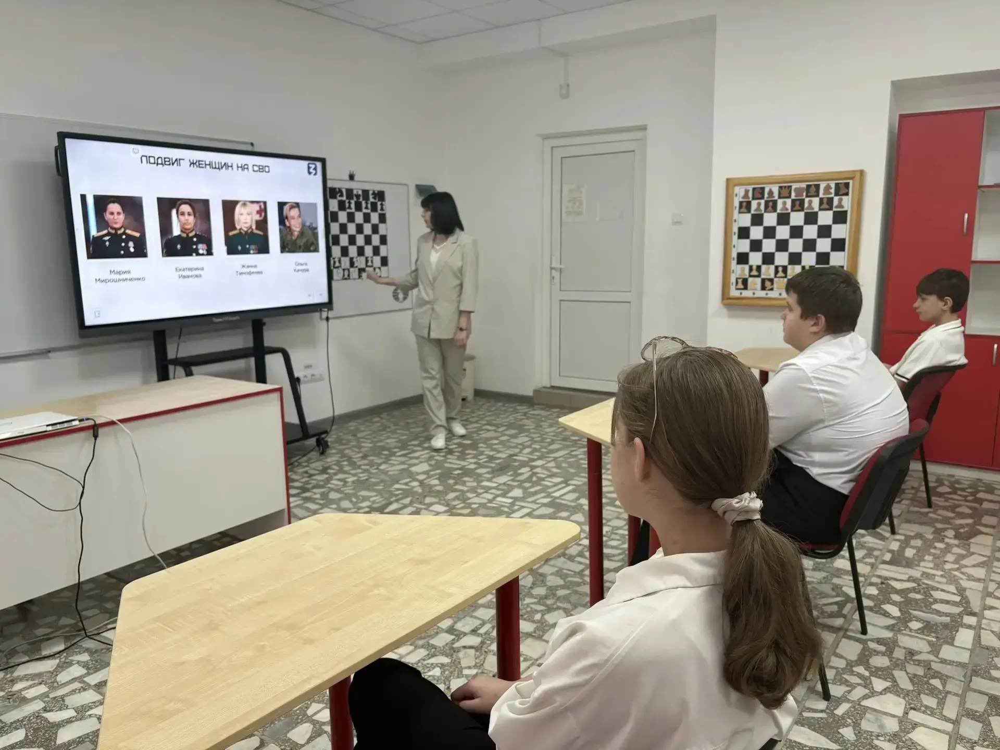 ПОДВИГ ЖЕНЩИН НА СВО
Мария
Мирошниченко
Екатерина
Иванова
Жанна
Тимофеева
Ольга
Качура